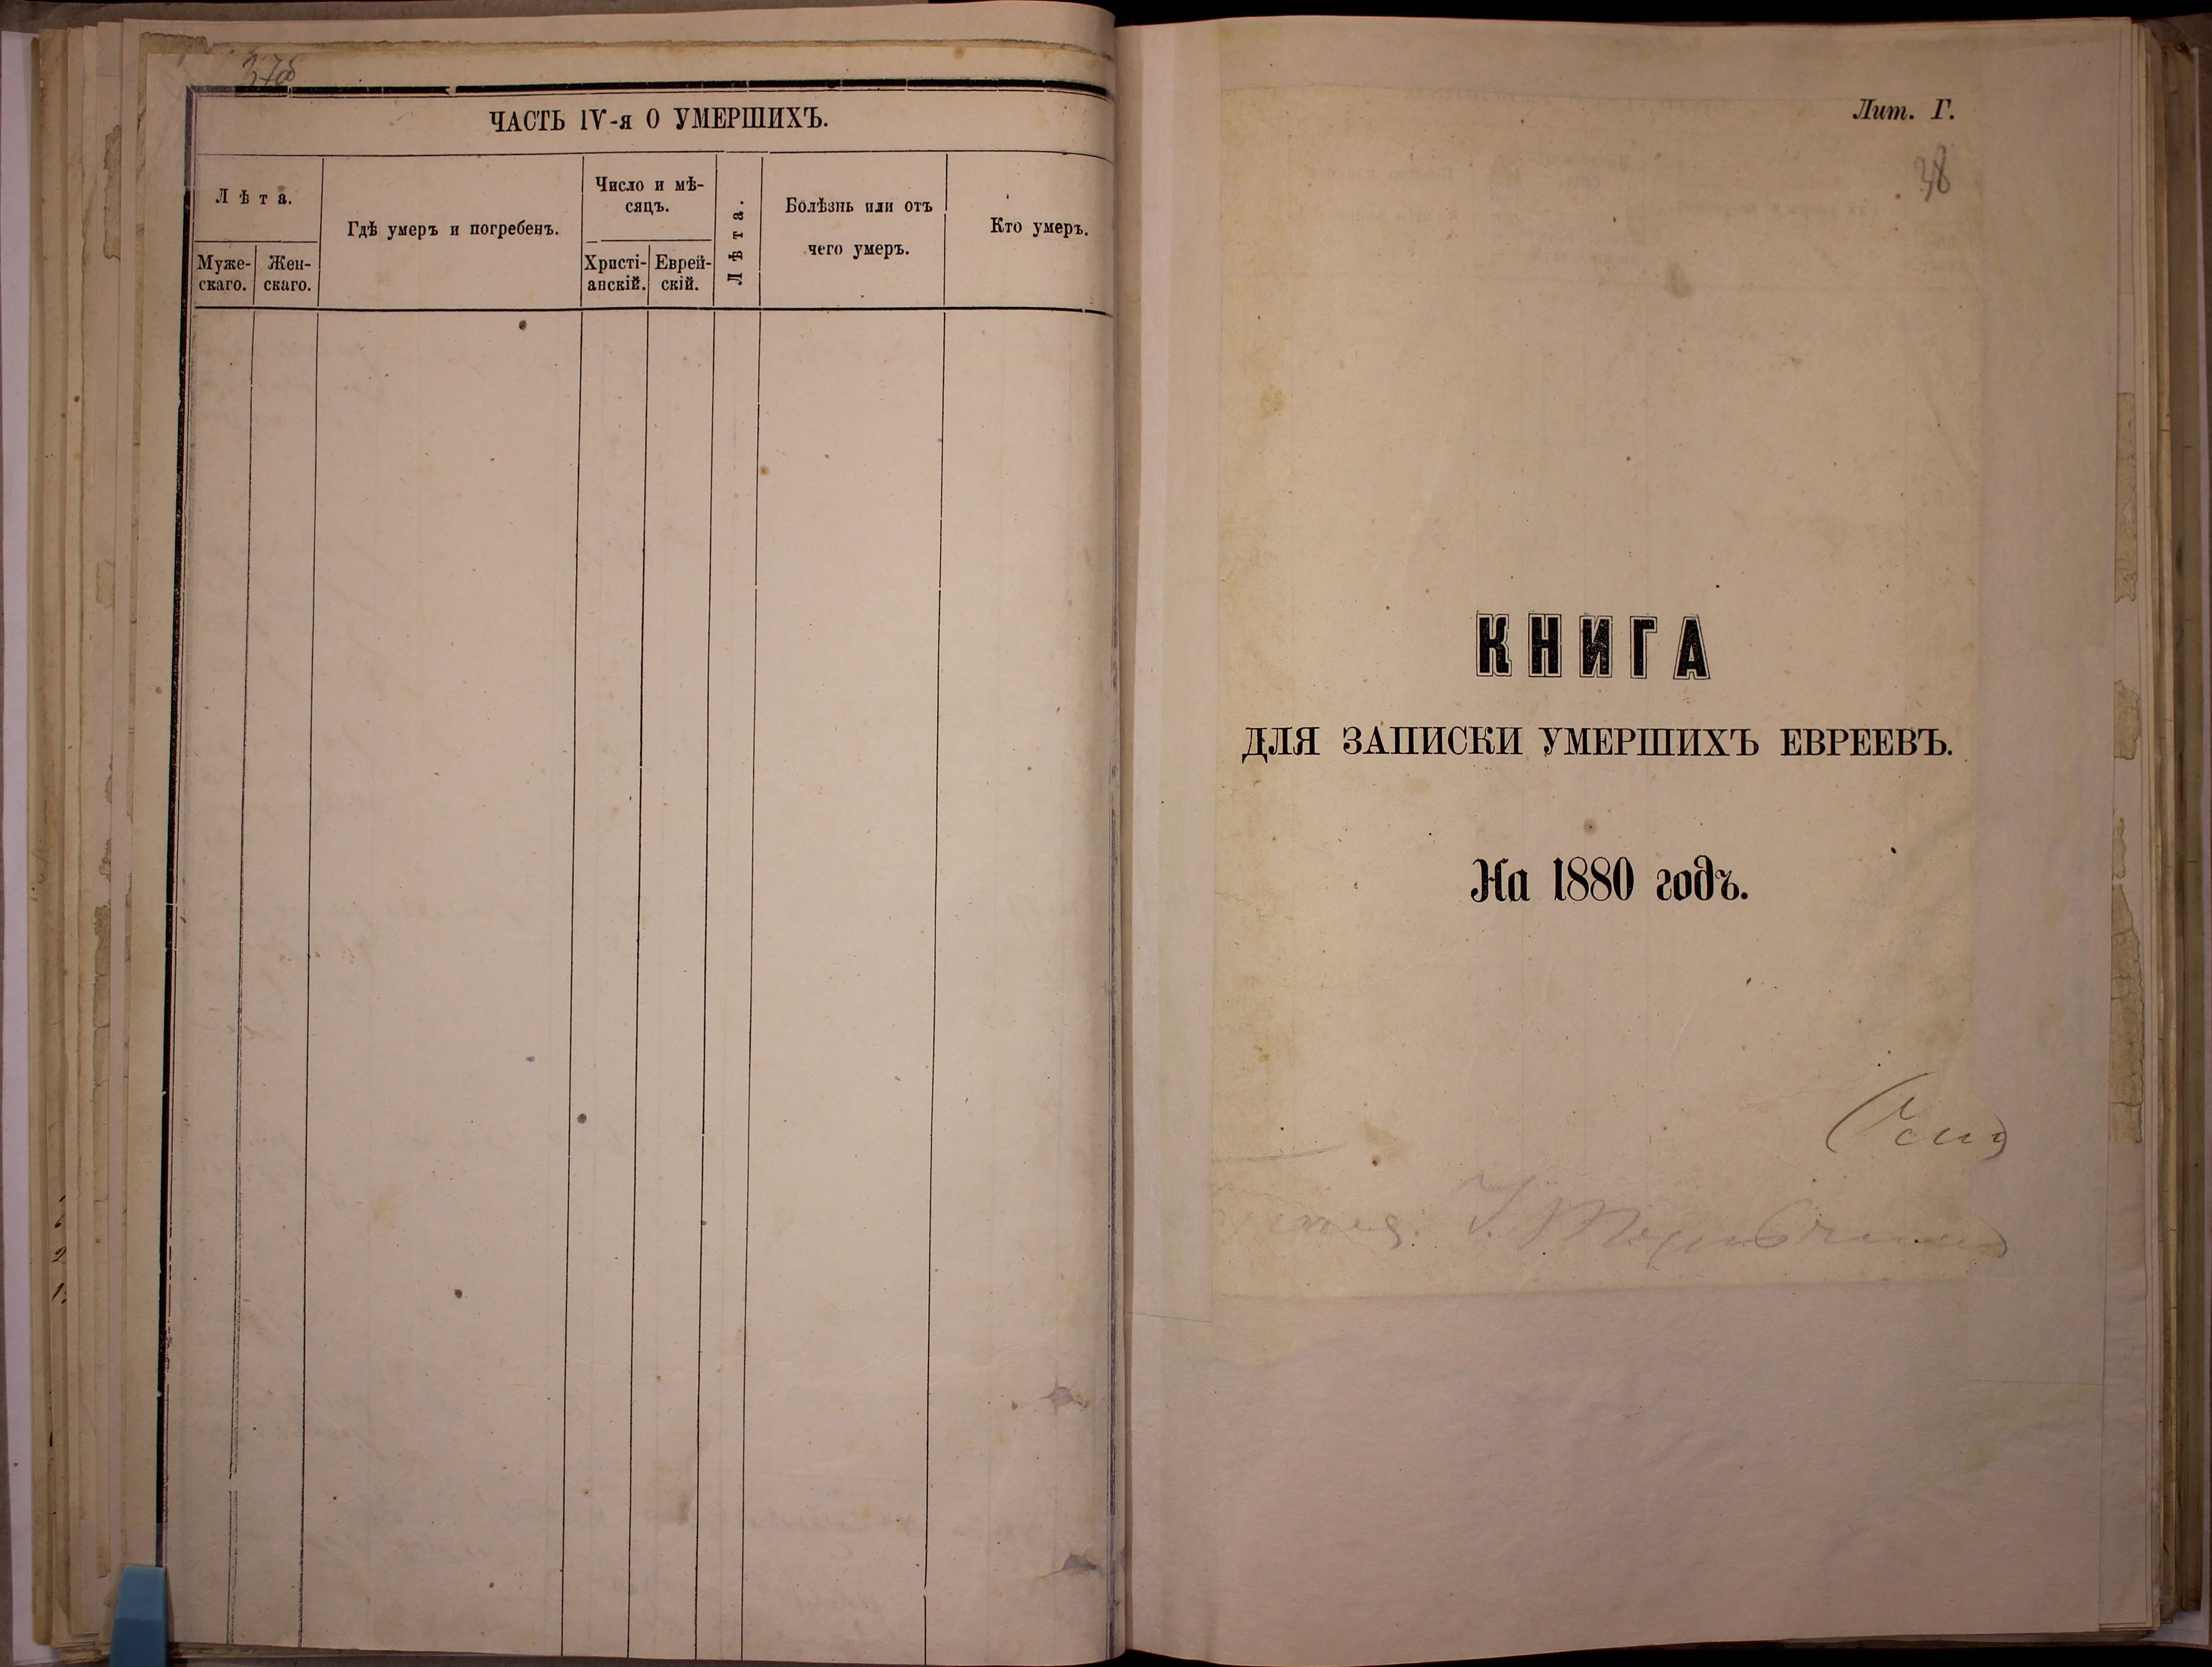 37об
ЧАСТЬ IV-я О УМЕРШИХЪ.
Лѣта.
Муже-
скаго.
Жен-
скаго.
Гдѣ умеръ и погребенъ.
Число и мѣ-
сяцъ.
Христі-
анскій.
Еврей-
скій.
Лѣта.
Болѣзнь или отъ
чего умеръ.
Кто умеръ.
Лит. Г.
38
КНИГА
ДЛЯ ЗАПИСКИ УМЕРШИХЪ ЕВРЕЕВЪ.
На 1880 годъ.